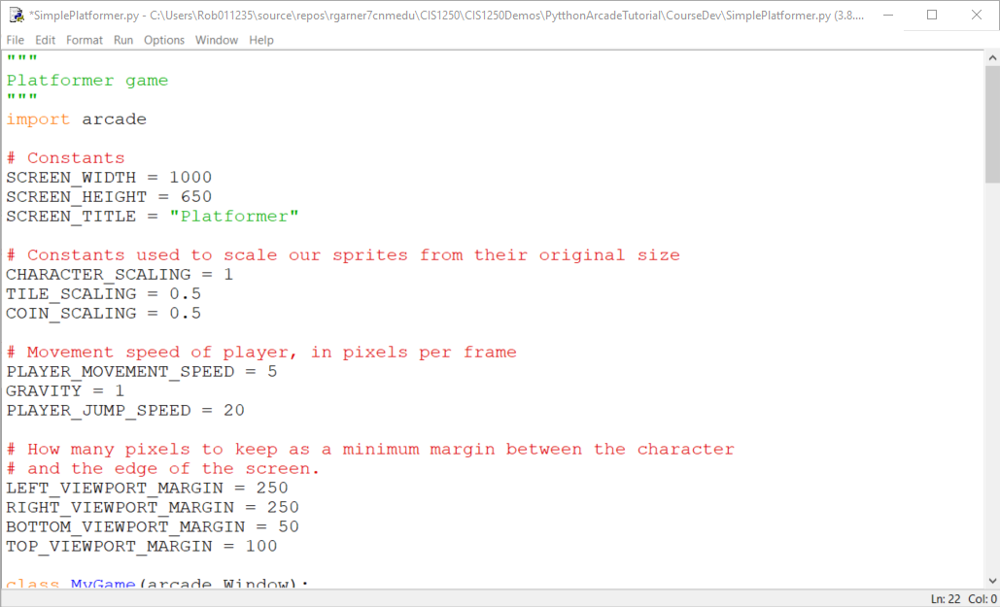 *SimplePlatformer.py - C:\Users\Rob011235\source\repos\rgarner7cnmedu\CIS1250\CIS1250Demos\PytthonArcadeTutorial\CourseDev\SimplePlatformer.py (3.8....
File Edit Format Run Options Window Help
"""
Platformer game
"""
import arcade
# Constants
SCREEN_WIDTH = 1000
SCREEN_HEIGHT = 650
SCREEN_TITLE = "Platformer"
# Constants used to scale our sprites from their original size
CHARACTER_SCALING = 1
TILE_SCALING = 0.5
COIN_SCALING = 0.5
# Movement speed of player, in pixels per frame
PLAYER_MOVEMENT_SPEED = 5
GRAVITY = 1
PLAYER_JUMP_SPEED = 20
# How many pixels to keep as a minimum margin between the character
# and the edge of the screen.
LEFT_VIEWPORT_MARGIN = 250
RIGHT_VIEWPORT_MARGIN = 250
BOTTOM_VIEWPORT_MARGIN = 50
TOP_VIEWPORT_MARGIN = 100
class MyGame(arcade.Window):
Ln: 22 Col: 0